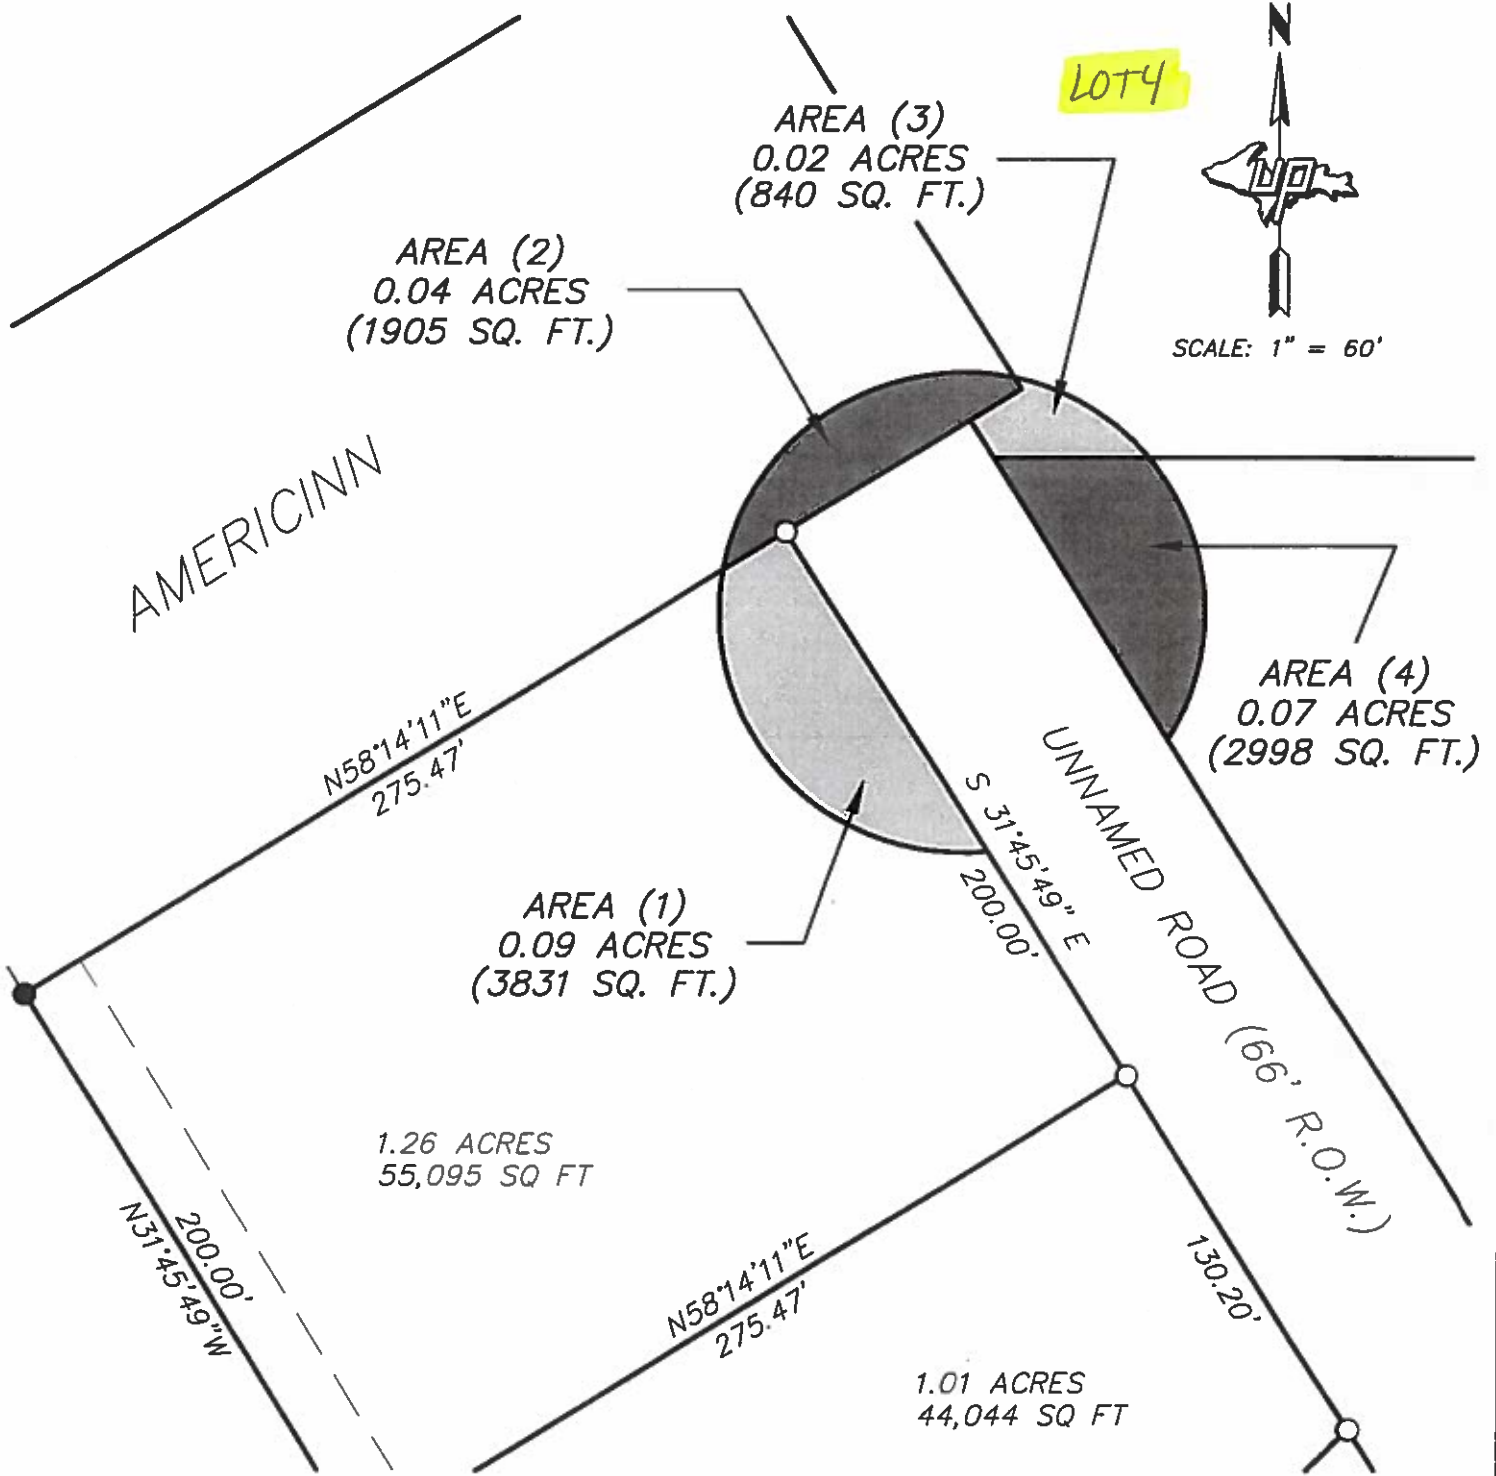 N
LOT4
AREA (3)
0.02 ACRES
(840 SQ. FT.)
UP
SCALE: 1" = 60'
AREA (2)
0.04 ACRES
(1905 SQ. FT.)
AMERICINN
AREA (4)
0.07 ACRES
(2998 SQ. FT.)
N58°14'11"E
275.47'
UNNAMED ROAD (66' R.O.W.)
S 31°45'49" E
200.00'
AREA (1)
0.09 ACRES
(3831 SQ. FT.)
1.26 ACRES
55,095 SQ FT
200.00'
N31°45'49"W
N58°14'11"E
275.47'
130.20'
1.01 ACRES
44,044 SQ FT